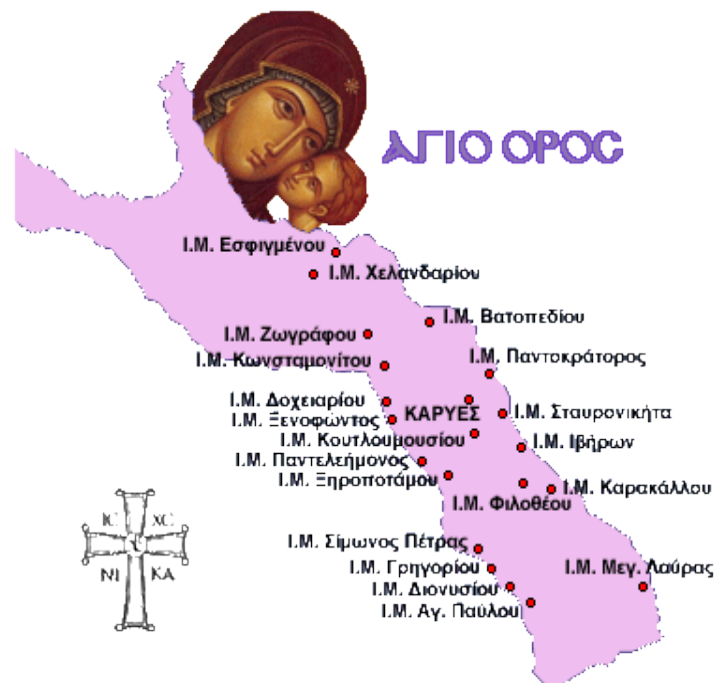 ΑΓΙΟ ΟΡΟΣ
Ι.Μ. Εσφιγμένου
Ι.Μ. Χελανδαρίου
Ι.Μ. Βατοπεδίου
Ι.Μ. Ζωγράφου
Ι.Μ. Παντοκράτορος
Ι.Μ. Κωνσταμονίτου
Ι.Μ. Δοχειαρίου
ΚΑΡΥΕΣ
Ι.Μ. Σταυρονικήτα
Ι.Μ. Ξενοφώντος
Ι.Μ. Κουτλουμουσίου
Ι.Μ. Ιβήρων
Ι.Μ. Παντελεήμονος
Ι.Μ. Ξηροποτάμου
Ι.Μ. Καρακάλλου
Ι.Μ. Φιλοθέου
IC XC
NI KA
Ι.Μ. Σίμωνος Πέτρας
Ι.Μ. Γρηγορίου
Ι.Μ. Μεγ. Λαύρας
Ι.Μ. Διονυσίου
Ι.Μ. Αγ. Παύλου